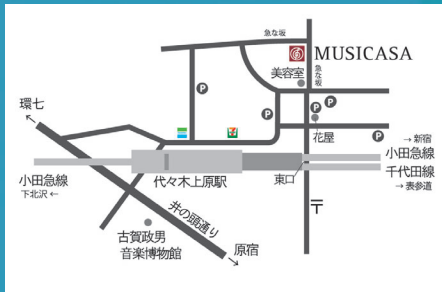 急な坂
MUSICASA
美容室
急な坂
P
P
P
P
P
環七
花屋
→ 新宿
小田急線
千代田線
→ 表参道
小田急線
下北沢 ←
代々木上原駅
東口
井の頭通り
〒
古賀政男
音楽博物館
原宿